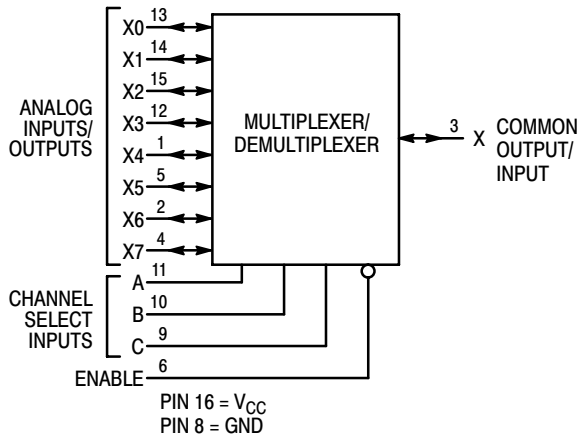 ANALOG
INPUTS/
OUTPUTS
X0 13
X1 14
X2 15
X3 12
X4 1
X5 5
X6 2
X7 4
MULTIPLEXER/
DEMULTIPLEXER
3 X COMMON
OUTPUT/
INPUT
CHANNEL
SELECT
INPUTS
A 11
B 10
C 9
ENABLE 6
PIN 16 = VCC
PIN 8 = GND